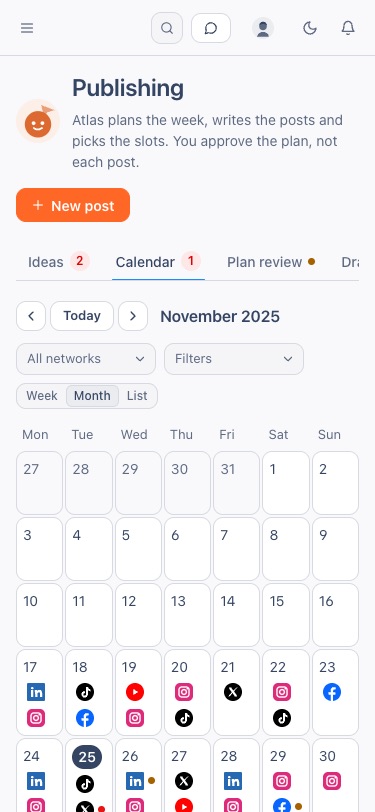 Publishing
Atlas plans the week, writes the posts and
picks the slots. You approve the plan, not
each post.
+ New post
Ideas 2 Calendar 1 Plan review Dra
Today November 2025
All networks Filters
Week Month List
Mon Tue Wed Thu Fri Sat Sun
27 28 29 30 31 1 2
3 4 5 6 7 8 9
10 11 12 13 14 15 16
17 18 19 20 21 22 23
24 25 26 27 28 29 30